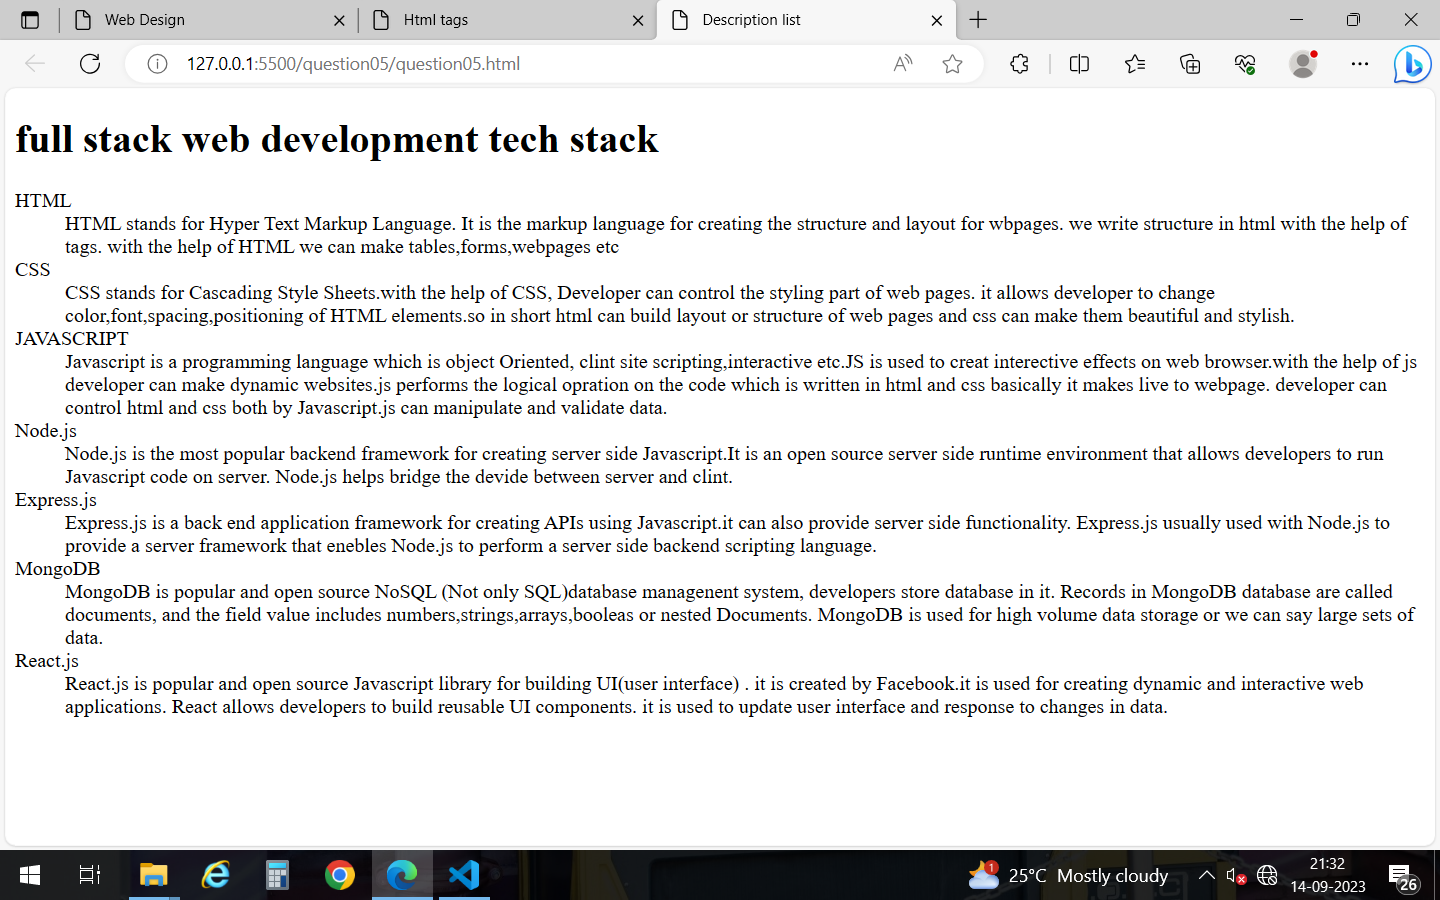 Web Design
Html tags
Description list
127.0.0.1:5500/question05/question05.html
full stack web development tech stack
HTML
HTML stands for Hyper Text Markup Language. It is the markup language for creating the structure and layout for wbpages. we write structure in html with the help of
tags. with the help of HTML we can make tables,forms,webpages etc
CSS
CSS stands for Cascading Style Sheets.with the help of CSS, Developer can control the styling part of web pages. it allows developer to change
color,font,spacing,positioning of HTML elements.so in short html can build layout or structure of web pages and css can make them beautiful and stylish.
JAVASCRIPT
Javascript is a programming language which is object Oriented, clint site scripting,interactive etc.JS is used to creat interective effects on web browser.with the help of js
developer can make dynamic websites.js performs the logical opration on the code which is written in html and css basically it makes live to webpage. developer can
control html and css both by Javascript.js can manipulate and validate data.
Node.js
Node.js is the most popular backend framework for creating server side Javascript.It is an open source server side runtime environment that allows developers to run
Javascript code on server. Node.js helps bridge the devide between server and clint.
Express.js
Express.js is a back end application framework for creating APIs using Javascript.it can also provide server side functionality. Express.js usually used with Node.js to
provide a server framework that enebles Node.js to perform a server side backend scripting language.
MongoDB
MongoDB is popular and open source NoSQL (Not only SQL)database managenent system, developers store database in it. Records in MongoDB database are called
documents, and the field value includes numbers,strings,arrays,booleas or nested Documents. MongoDB is used for high volume data storage or we can say large sets of
data.
React.js
React.js is popular and open source Javascript library for building UI(user interface) . it is created by Facebook.it is used for creating dynamic and interactive web
applications. React allows developers to build reusable UI components. it is used to update user interface and response to changes in data.
1
25°C Mostly cloudy
21:32
14-09-2023
26